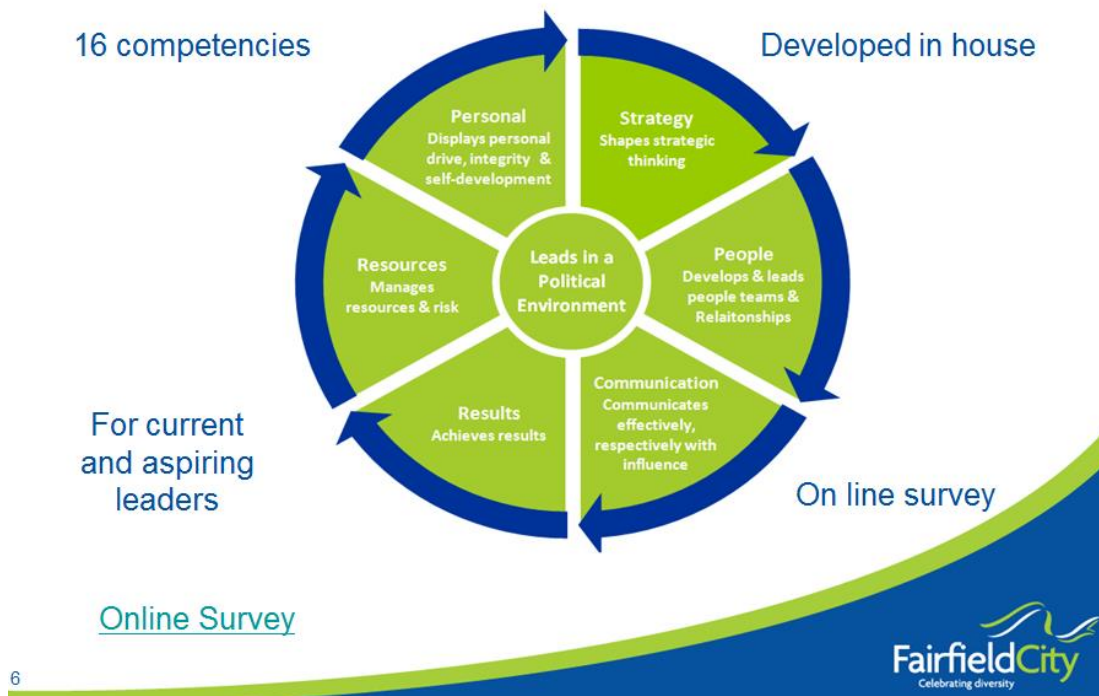 16 competencies
Developed in house
Personal
Displays personal
drive, integrity &
self-development
Strategy
Shapes strategic
thinking
Resources
Manages
resources & risk
Leads in a
Political
Environment
People
Develops & leads
people teams &
Relaitonships
Results
Achieves results
Communication
Communicates
effectively,
respectively with
influence
For current
and aspiring
leaders
On line survey
Online Survey
6
FairfieldCity
Celebrating diversity